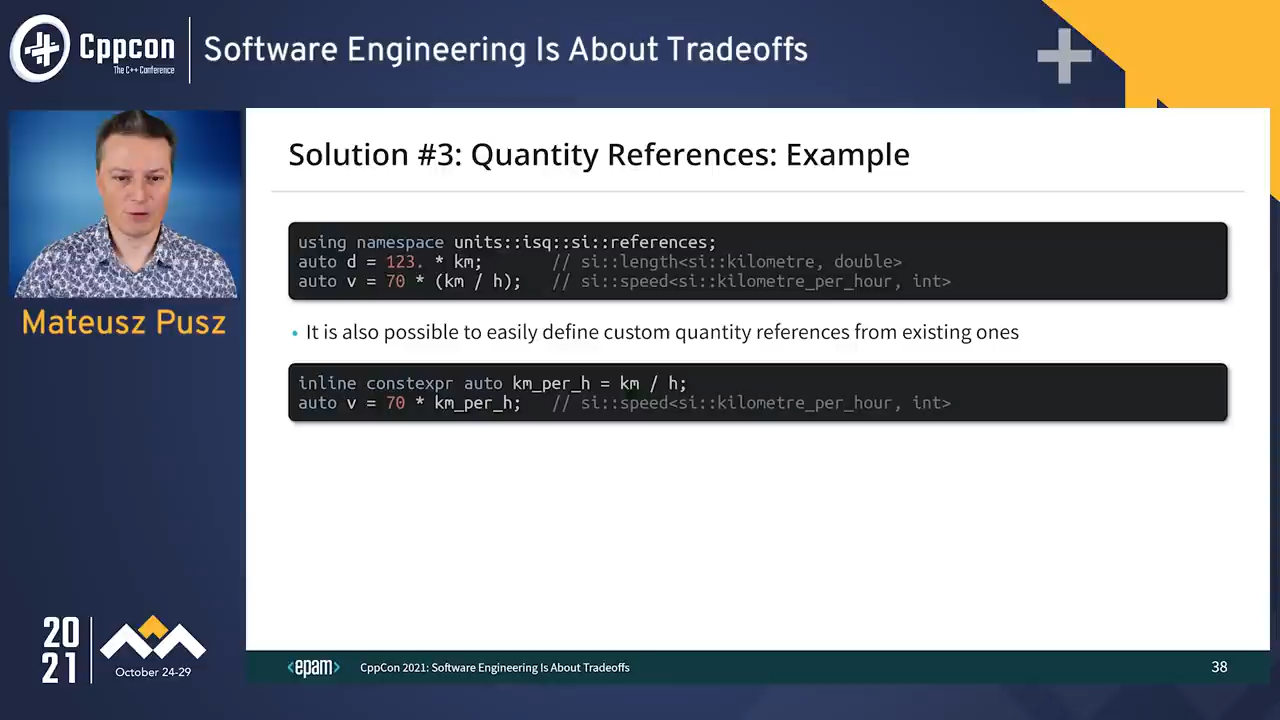 Cppcon
The C++ Conference
Software Engineering Is About Tradeoffs
Mateusz Pusz
Solution #3: Quantity References: Example
using namespace units::isq::si::references;
auto d = 123. * km;       // si::length<si::kilometre, double>
auto v = 70 * (km / h);   // si::speed<si::kilometre_per_hour, int>
• It is also possible to easily define custom quantity references from existing ones
inline constexpr auto km_per_h = km / h;
auto v = 70 * km_per_h;   // si::speed<si::kilometre_per_hour, int>
20
21
October 24-29
<epam>
CppCon 2021: Software Engineering Is About Tradeoffs
38